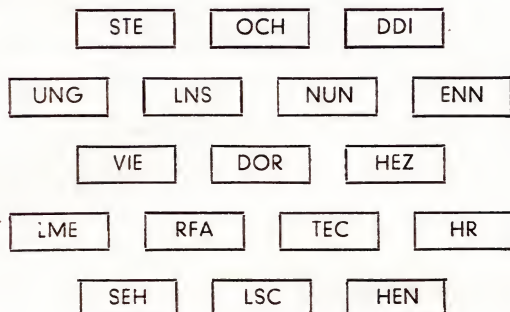 STE OCH DDI
UNG LNS NUN ENN
VIE DOR HEZ
LME RFA TEC HR
SEH LSC HEN